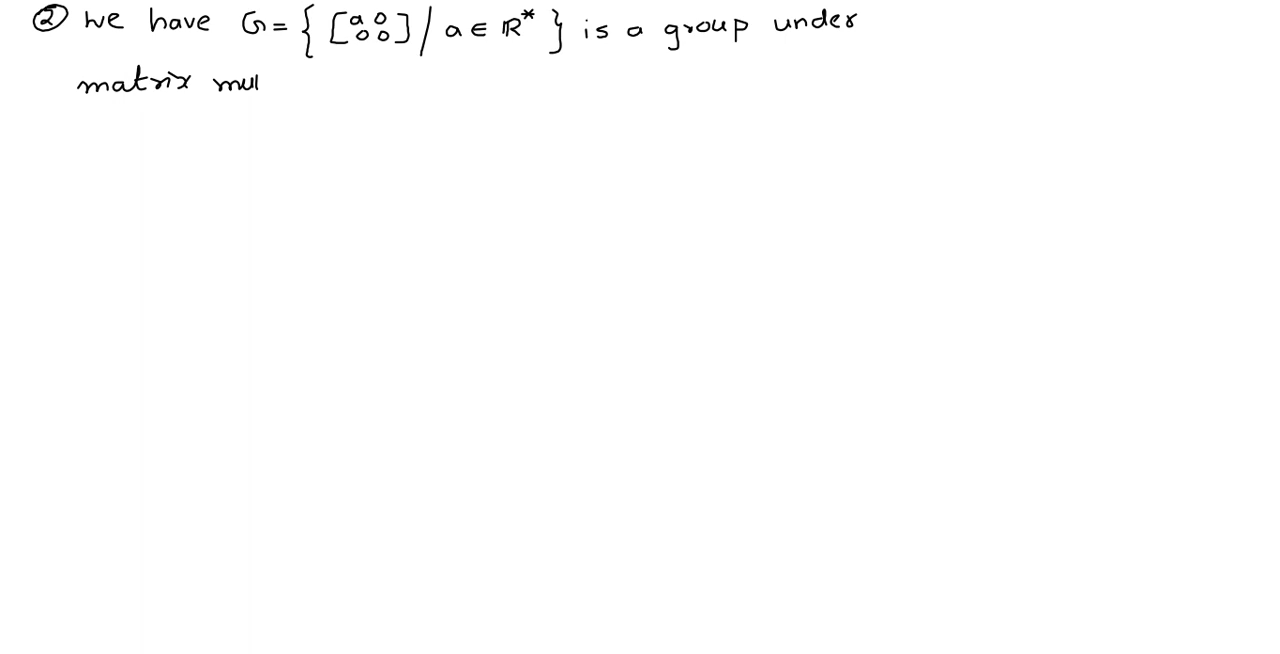 ② we have G = { [a 0 0 0] / a ∈ ℝ* } is a group under
matrix mul